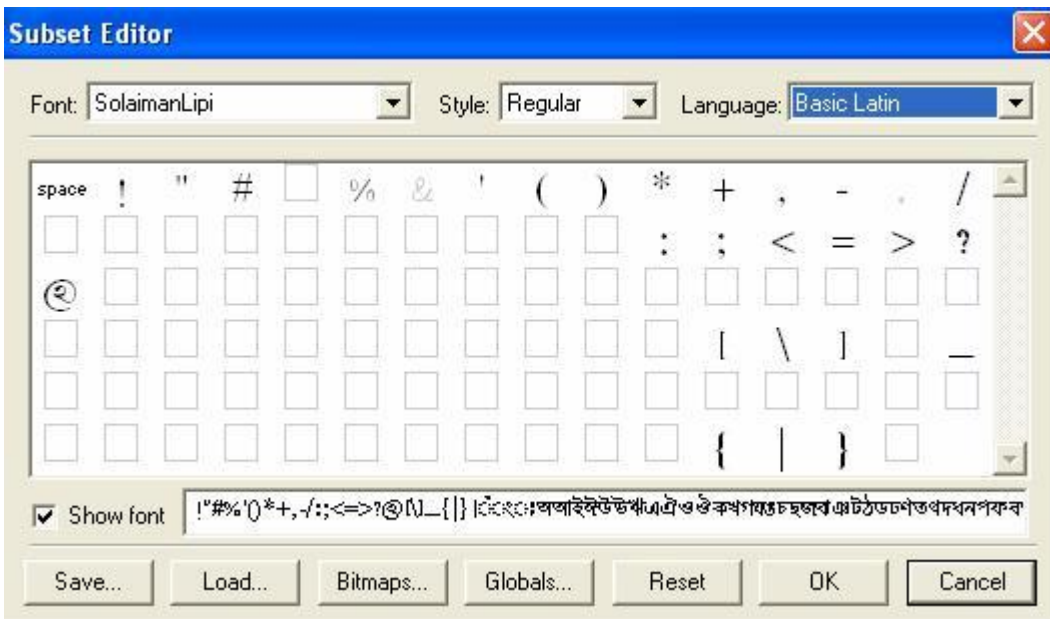 Subset Editor
Font: SolaimanLipi Style: Regular Language: Basic Latin
space ! " # % & ' ( ) * + , - . /
: ; < = > ?
@
[ \ ] _
{ | }
Show font !"#%'()*+,-/:;<=>?@[\]_{|}
Save... Load... Bitmaps... Globals... Reset OK Cancel